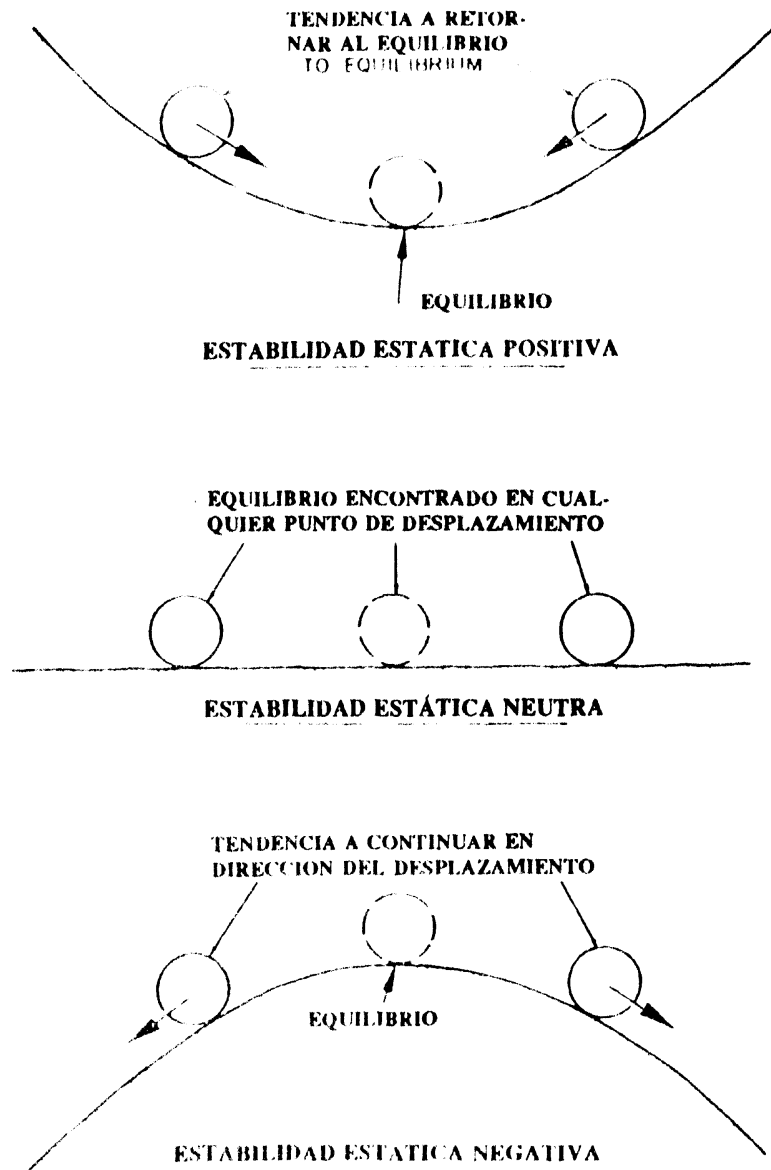 TENDENCIA A RETOR-
NAR AL EQUILIBRIO
TO EQUILIBRIUM
EQUILIBRIO
ESTABILIDAD ESTATICA POSITIVA
EQUILIBRIO ENCONTRADO EN CUAL-
QUIER PUNTO DE DESPLAZAMIENTO
ESTABILIDAD ESTÁTICA NEUTRA
TENDENCIA A CONTINUAR EN
DIRECCION DEL DESPLAZAMIENTO
EQUILIBRIO
ESTABILIDAD ESTATICA NEGATIVA